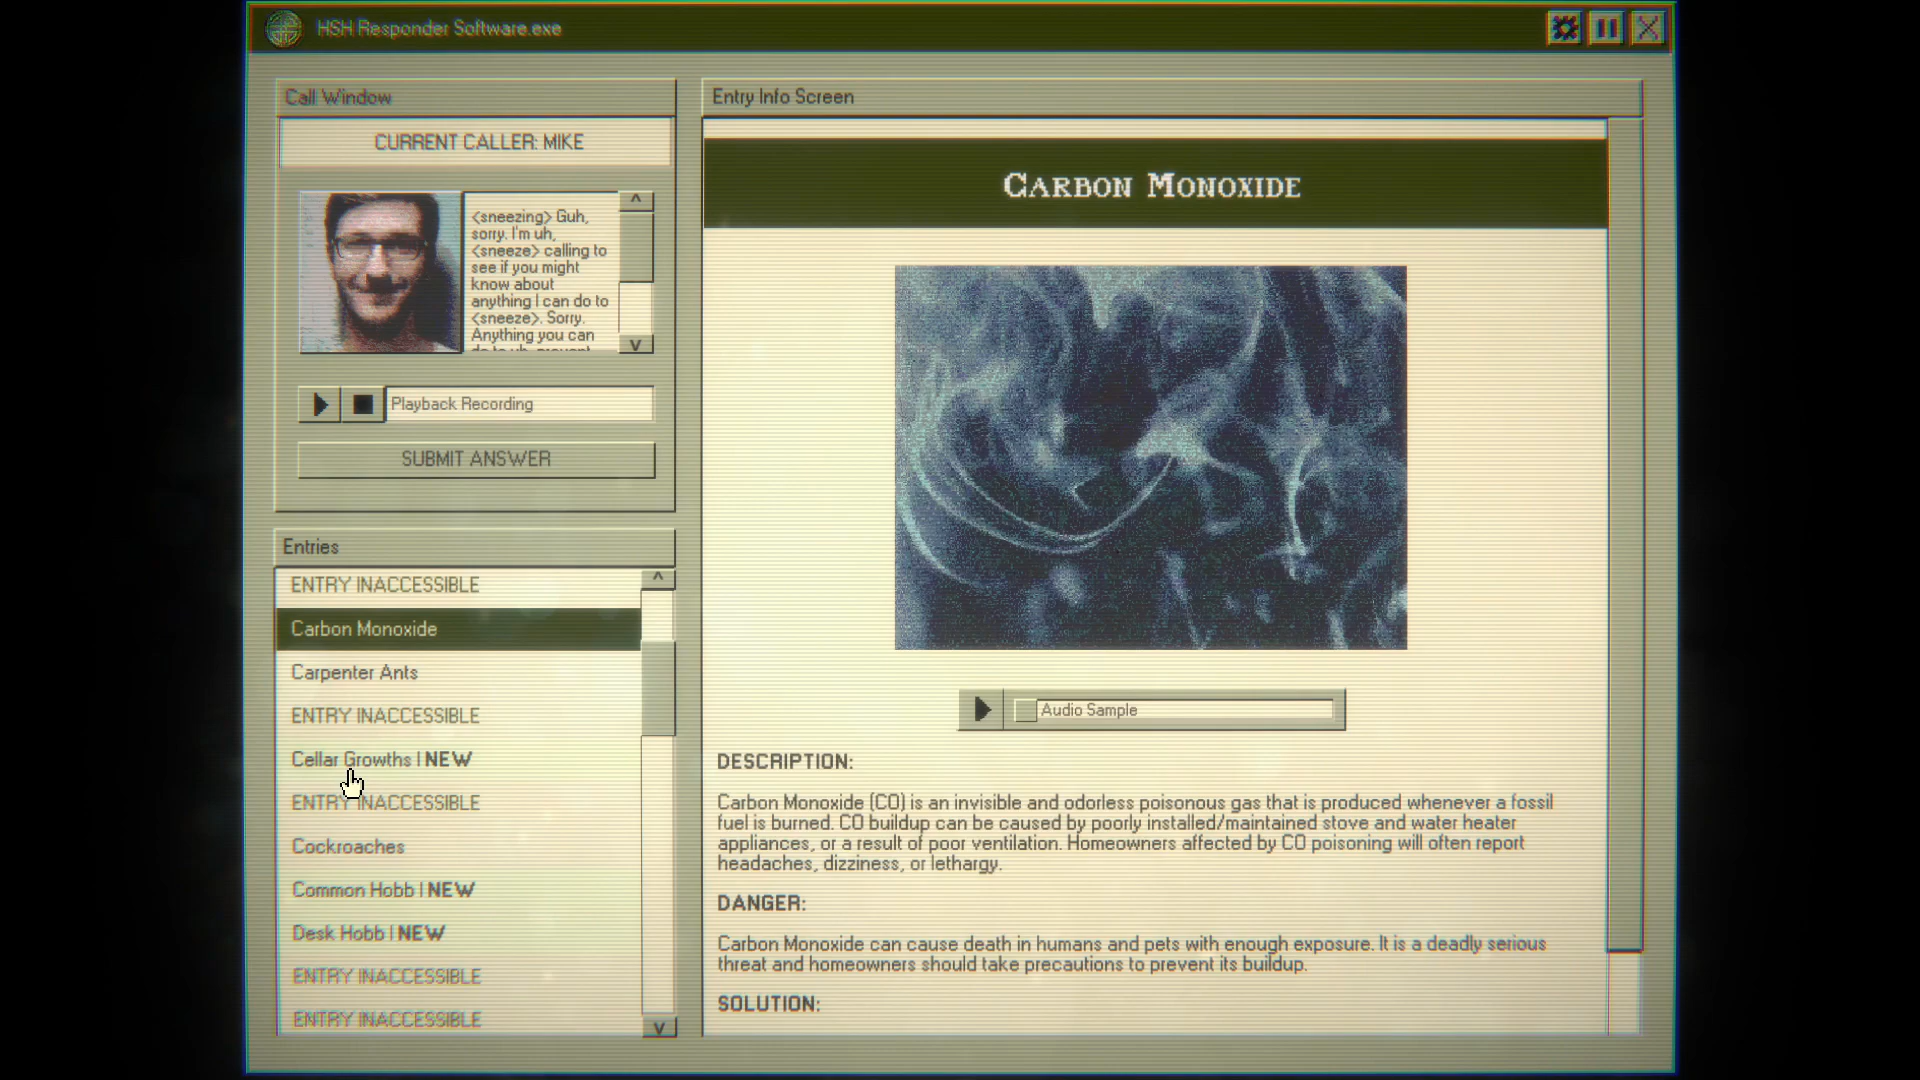 HSH Responder Software.exe
Call Window
CURRENT CALLER: MIKE
<sneezing> Guh,
sorry. I'm uh,
<sneeze> calling to
see if you might
know about
anything I can do to
<sneeze>. Sorry.
Anything you can
do to uh, prevent
Playback Recording
SUBMIT ANSWER
Entries
ENTRY INACCESSIBLE
Carbon Monoxide
Carpenter Ants
ENTRY INACCESSIBLE
Cellar Growths | NEW
ENTRY INACCESSIBLE
Cockroaches
Common Hobb | NEW
Desk Hobb | NEW
ENTRY INACCESSIBLE
ENTRY INACCESSIBLE
Entry Info Screen
Carbon Monoxide
Audio Sample
DESCRIPTION:
Carbon Monoxide (CO) is an invisible and odorless poisonous gas that is produced whenever a fossil
fuel is burned. CO buildup can be caused by poorly installed/maintained stove and water heater
appliances, or a result of poor ventilation. Homeowners affected by CO poisoning will often report
headaches, dizziness, or lethargy.
DANGER:
Carbon Monoxide can cause death in humans and pets with enough exposure. It is a deadly serious
threat and homeowners should take precautions to prevent its buildup.
SOLUTION: